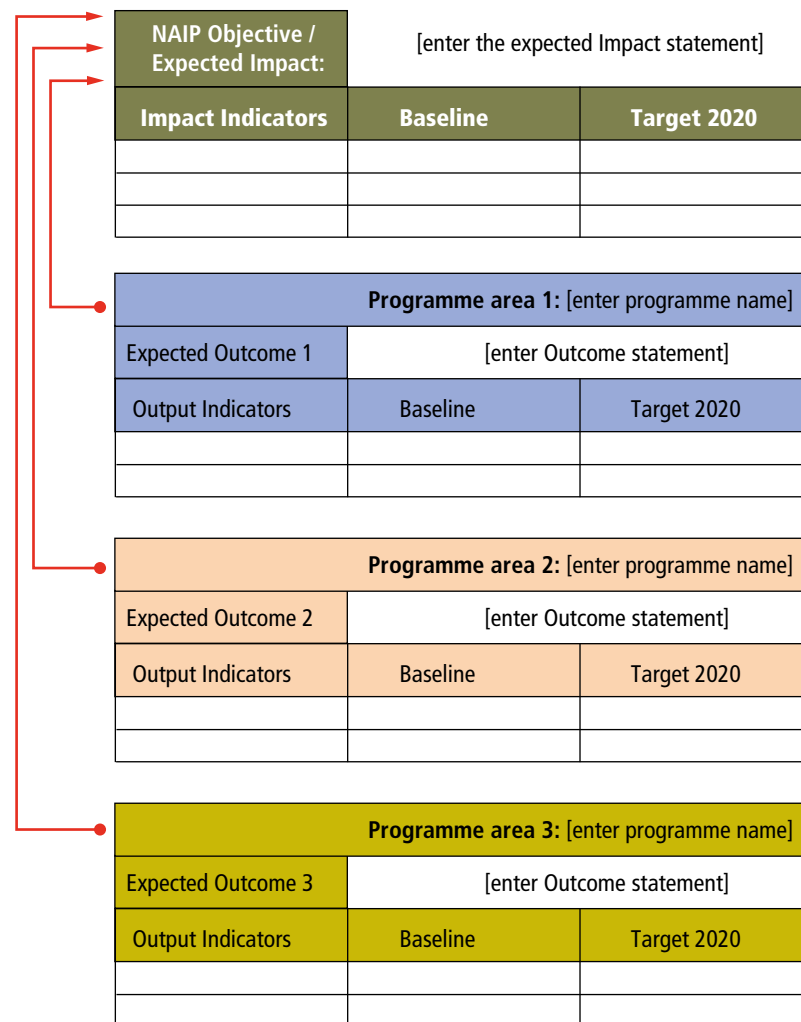 NAIP Objective /
Expected Impact:
[enter the expected Impact statement]
Impact Indicators Baseline Target 2020
Programme area 1: [enter programme name]
Expected Outcome 1 [enter Outcome statement]
Output Indicators Baseline Target 2020
Programme area 2: [enter programme name]
Expected Outcome 2 [enter Outcome statement]
Output Indicators Baseline Target 2020
Programme area 3: [enter programme name]
Expected Outcome 3 [enter Outcome statement]
Output Indicators Baseline Target 2020